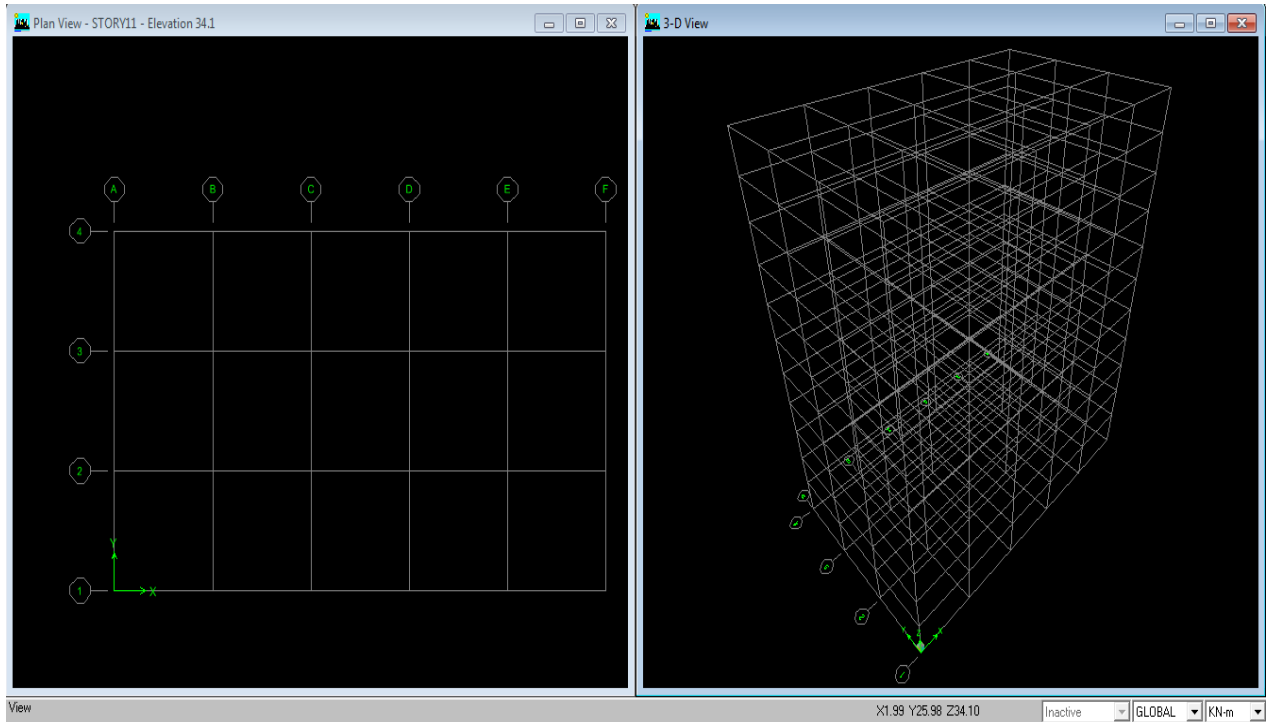 Plan View - STORY11 - Elevation 34.1
A B C D E F
4
3
2
1
Y
X
3-D View
Y Z X
1
View
X1.99 Y25.98 Z34.10
Inactive
GLOBAL
KN-m